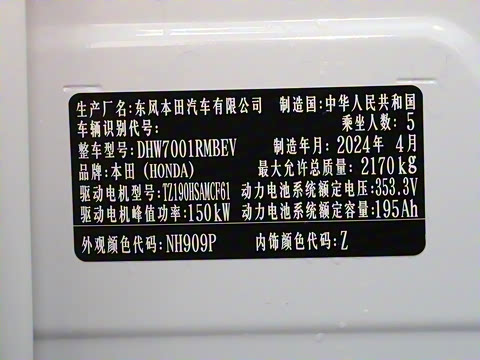 生产厂名:东风本田汽车有限公司 制造国:中华人民共和国
车辆识别代号: 乘坐人数: 5
整车型号:DHW7001RMBEV 制造年月: 2024年 4月
品牌:本田 (HONDA) 最大允许总质量: 2170kg
驱动电机型号:TZ190HSAMCF61 动力电池系统额定电压:353.3V
驱动电机峰值功率:150kW 动力电池系统额定容量:195Ah
外观颜色代码:NH909P 内饰颜色代码:Z